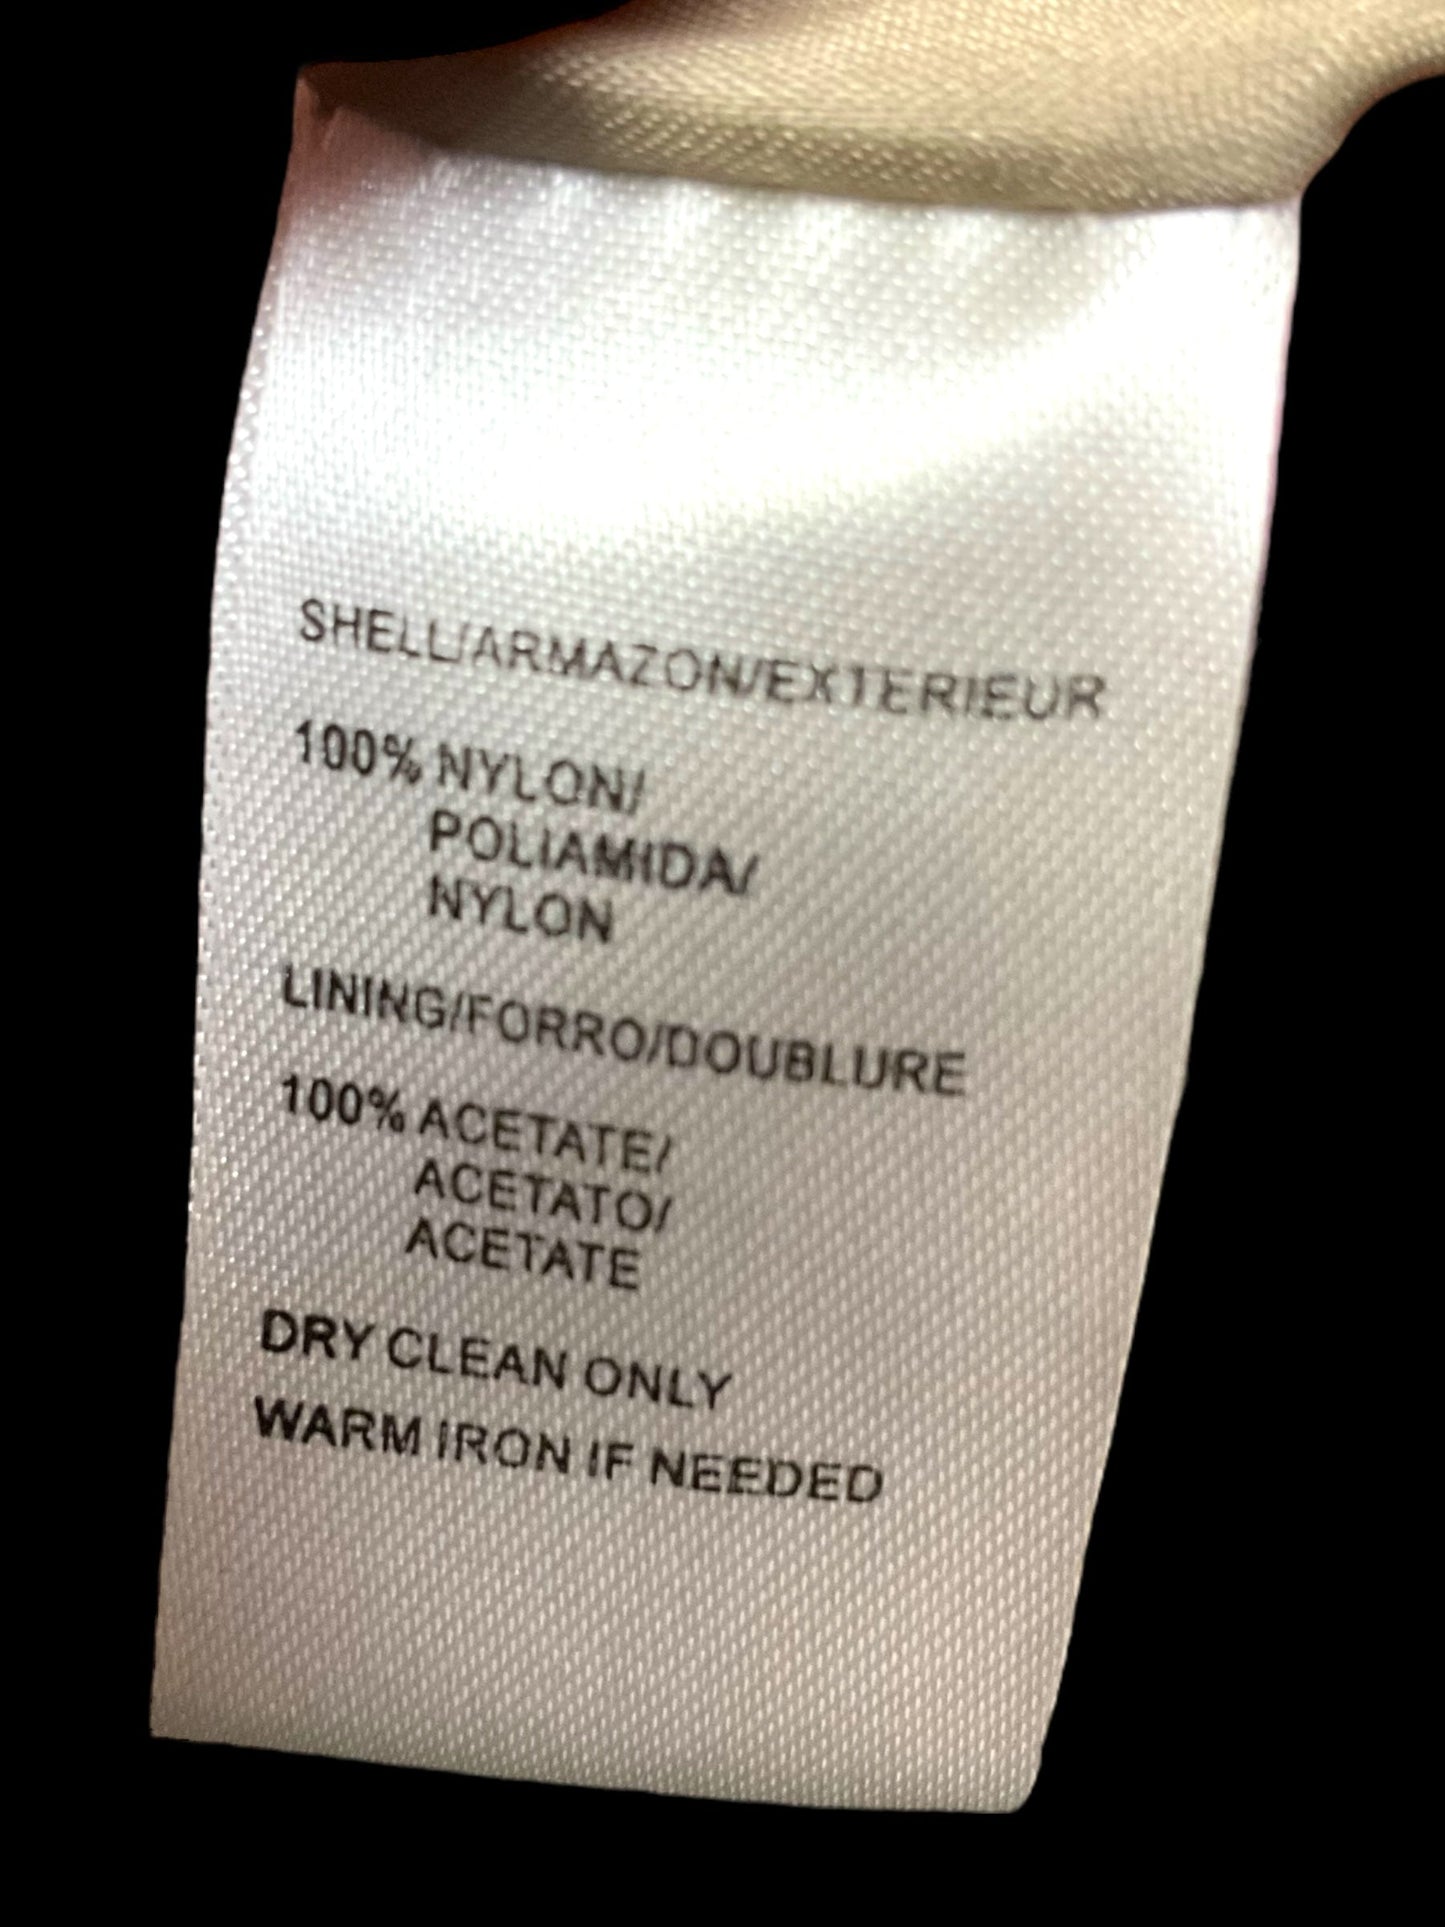 SHELL/ARMAZON/EXTERIEUR
100% NYLON/
POLIAMIDA/
NYLON
LINING/FORRO/DOUBLURE
100% ACETATE/
ACETATO/
ACETATE
DRY CLEAN ONLY
WARM IRON IF NEEDED